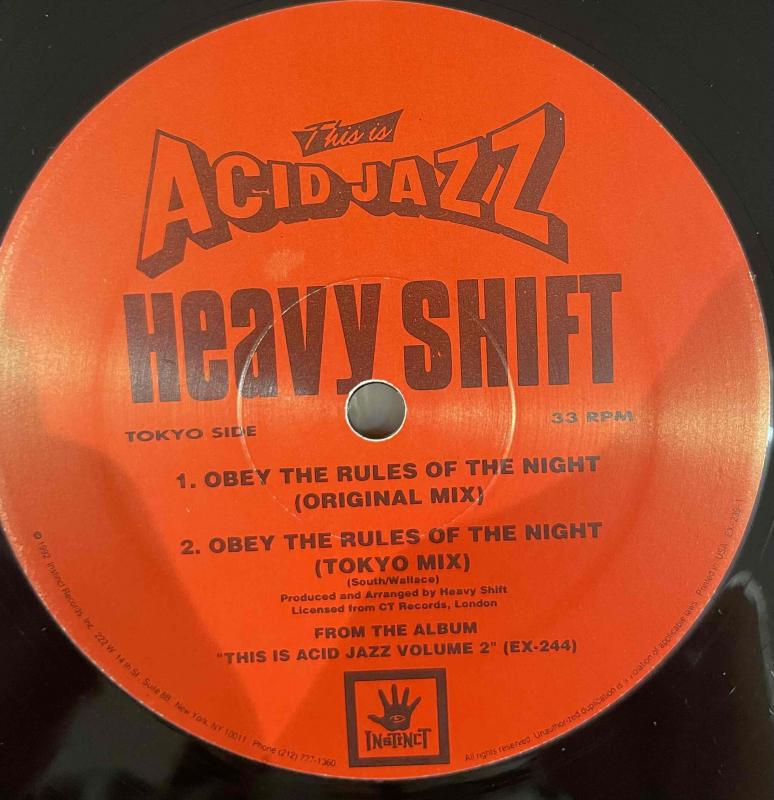 This is
ACID JAZZ
Heavy SHIFT
TOKYO SIDE
33 RPM
1. OBEY THE RULES OF THE NIGHT
(ORIGINAL MIX)
2. OBEY THE RULES OF THE NIGHT
(TOKYO MIX)
(South/Wallace)
Produced and Arranged by Heavy Shift
Licensed from CT Records, London
FROM THE ALBUM
"THIS IS ACID JAZZ VOLUME 2" (EX-244)
INSTINCT
© 1992 Instinct Records, Inc. 222 W. 14th St. Suite 8B, New York, NY 10011 Phone (212)
All rights reserved. Unauthorized duplication is a violation of applicable laws. Printed in USA.